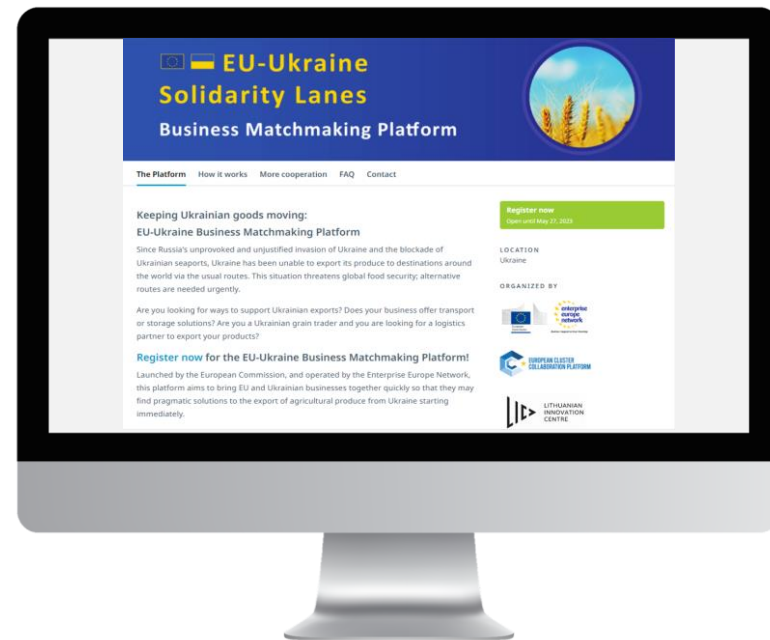 EU-Ukraine
Solidarity Lanes
Business Matchmaking Platform
The Platform How it works More cooperation FAQ Contact
Keeping Ukrainian goods moving:
EU-Ukraine Business Matchmaking Platform
Since Russia's unprovoked and unjustified invasion of Ukraine and the blockade of
Ukrainian seaports, Ukraine has been unable to export its produce to destinations around
the world via the usual routes. This situation threatens global food security; alternative
routes are needed urgently.
Are you looking for ways to support Ukrainian exports? Does your business offer transport
or storage solutions? Are you a Ukrainian grain trader and you are looking for a logistics
partner to export your products?
Register now for the EU-Ukraine Business Matchmaking Platform!
Launched by the European Commission, and operated by the Enterprise Europe Network,
this platform aims to bring EU and Ukrainian businesses together quickly so that they may
find pragmatic solutions to the export of agricultural produce from Ukraine starting
immediately.
Register now
Open until May 27, 2025
LOCATION
Ukraine
ORGANIZED BY
enterprise
europe
network
EUROPEAN CLUSTER
COLLABORATION PLATFORM
LITHUANIAN
INNOVATION
CENTRE